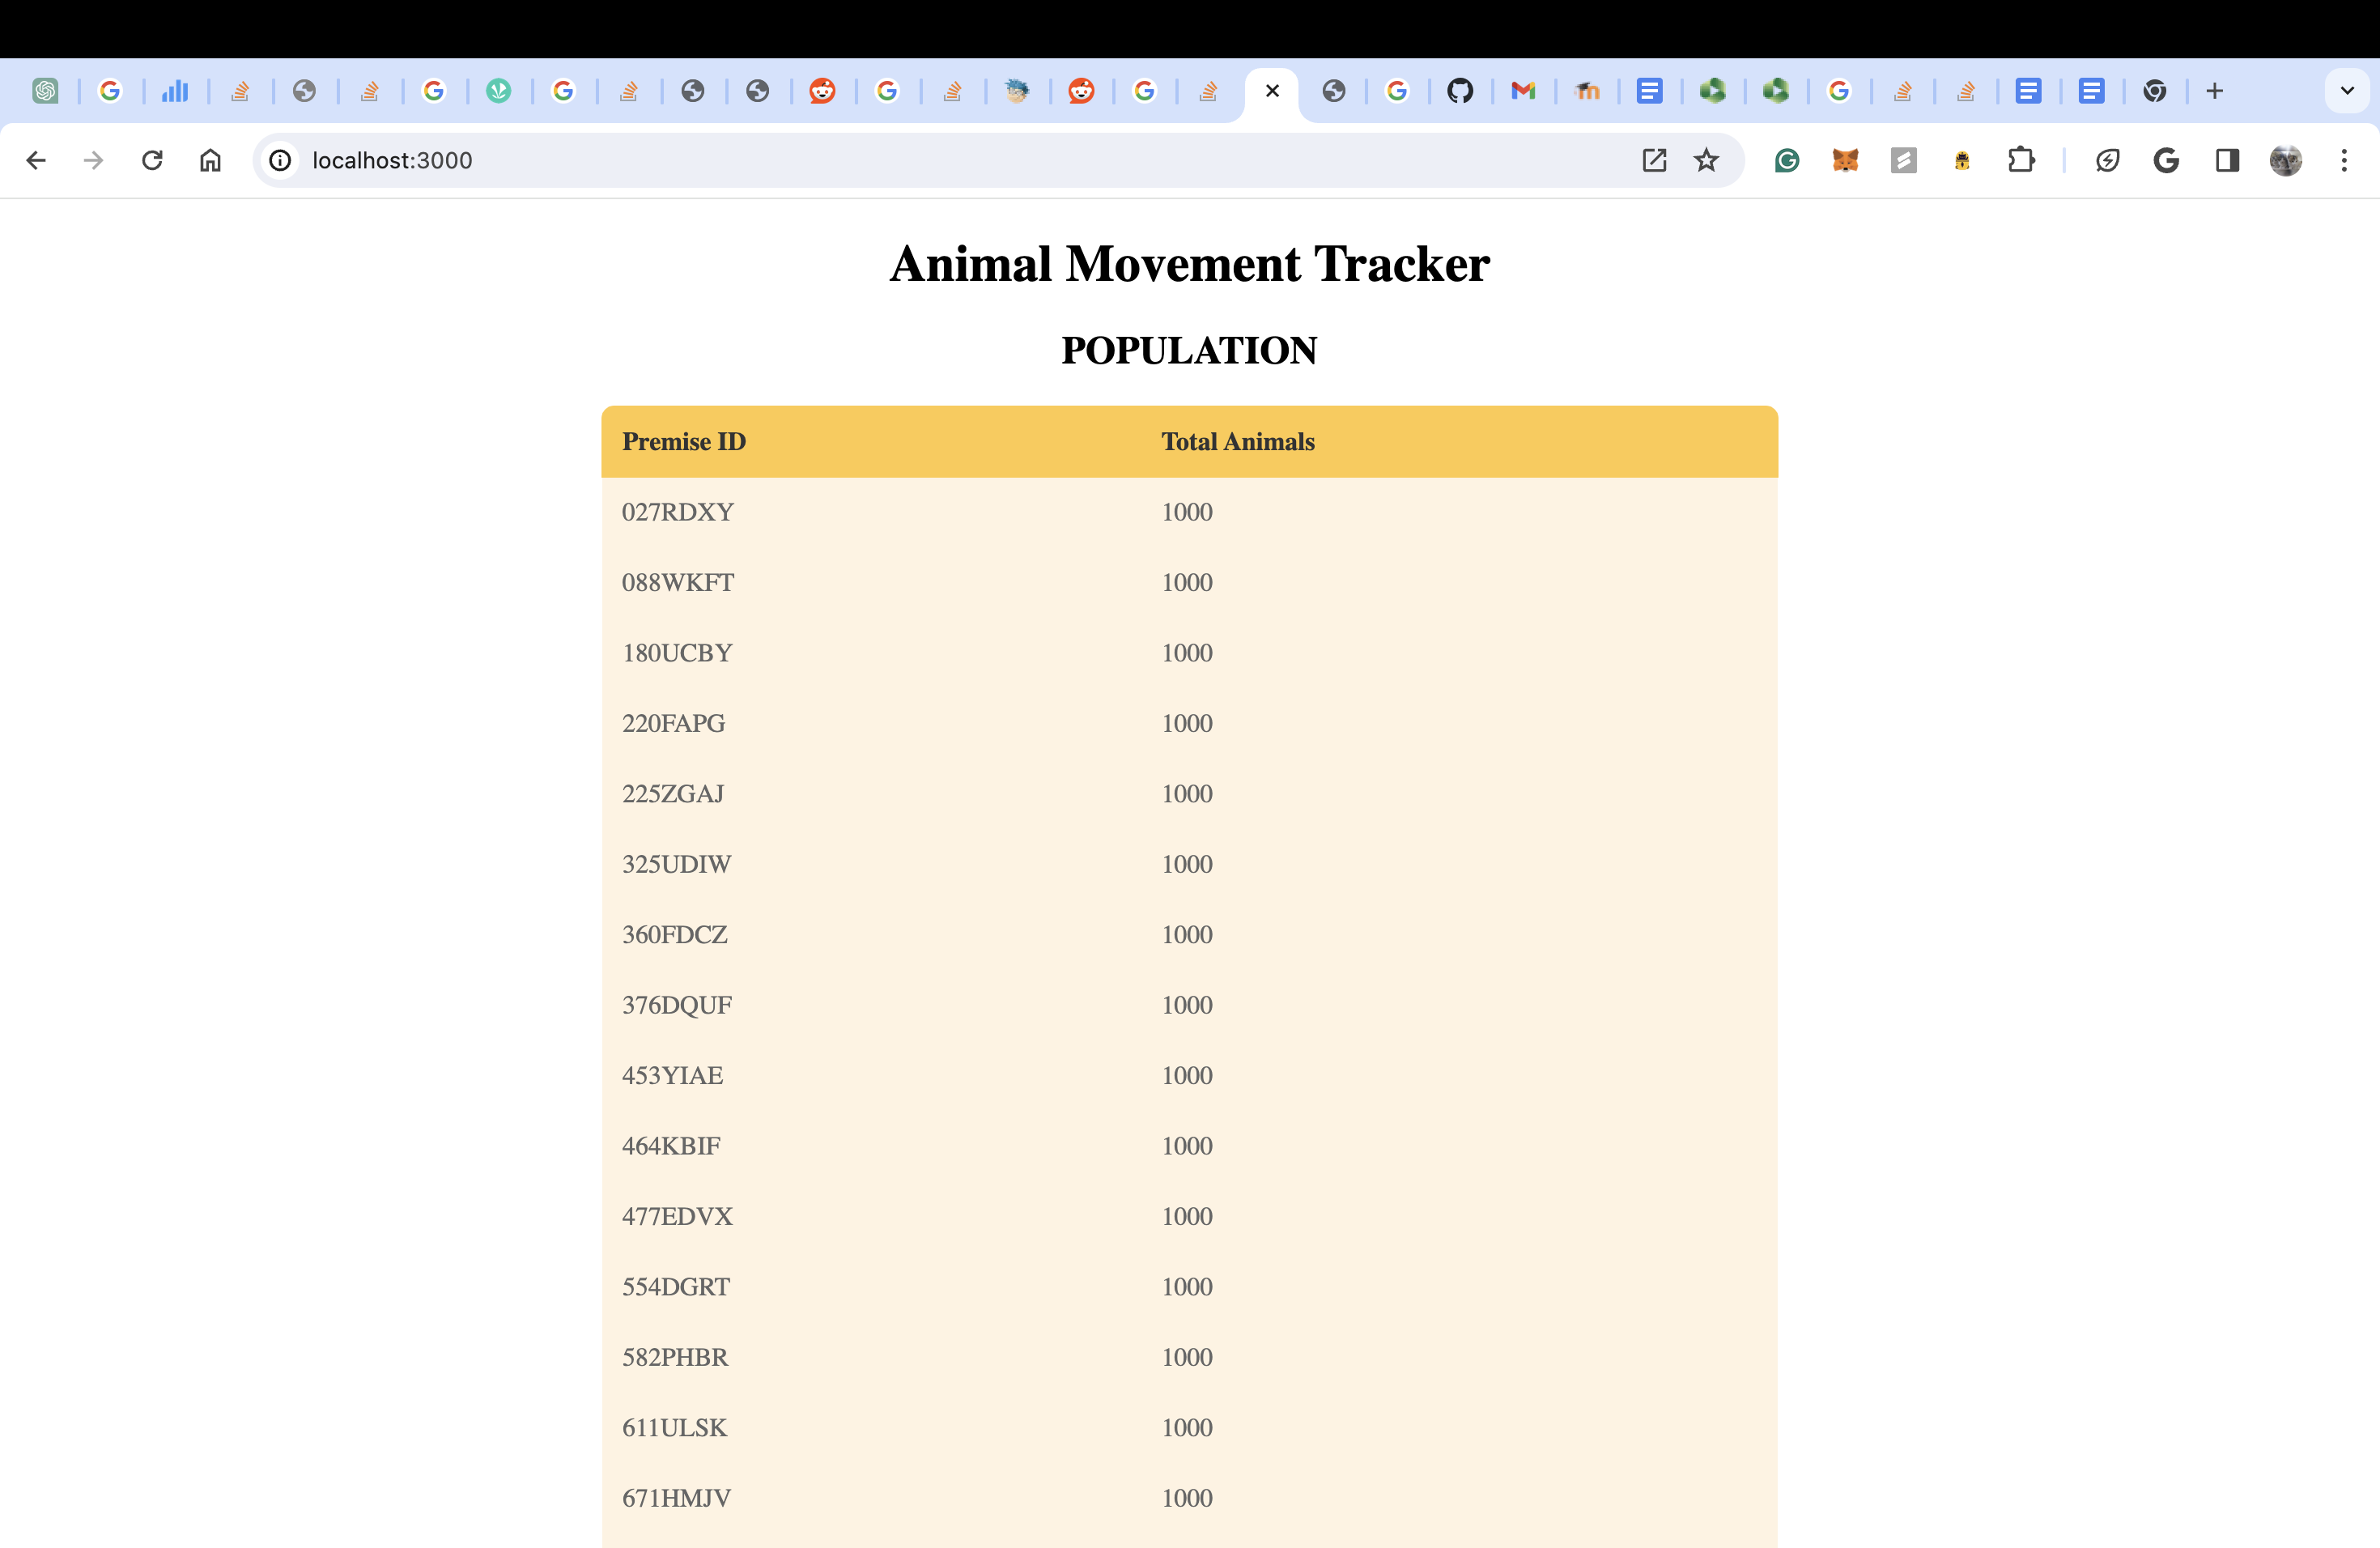 localhost:3000
Animal Movement Tracker
POPULATION
Premise ID Total Animals
027RDXY 1000
088WKFT 1000
180UCBY 1000
220FAPG 1000
225ZGAJ 1000
325UDIW 1000
360FDCZ 1000
376DQUF 1000
453YIAE 1000
464KBIF 1000
477EDVX 1000
554DGRT 1000
582PHBR 1000
611ULSK 1000
671HMJV 1000